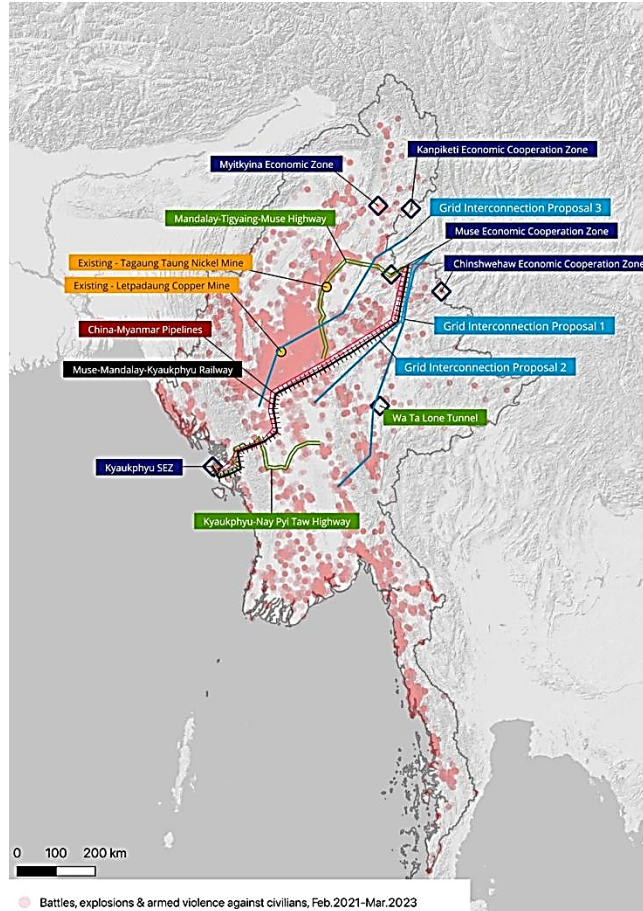 Kanpiketi Economic Cooperation Zone
Myitkyina Economic Zone
Grid Interconnection Proposal 3
Mandalay-Tigyaing-Muse Highway
Muse Economic Cooperation Zone
Existing - Tagaung Taung Nickel Mine
Chinshwehaw Economic Cooperation Zone
Existing - Letpadaung Copper Mine
China-Myanmar Pipelines
Grid Interconnection Proposal 1
Muse-Mandalay-Kyaukphyu Railway
Grid Interconnection Proposal 2
Wa Ta Lone Tunnel
Kyaukphyu SEZ
Kyaukphyu-Nay Pyi Taw Highway
0 100 200 km
Battles, explosions & armed violence against civilians, Feb.2021-Mar.2023